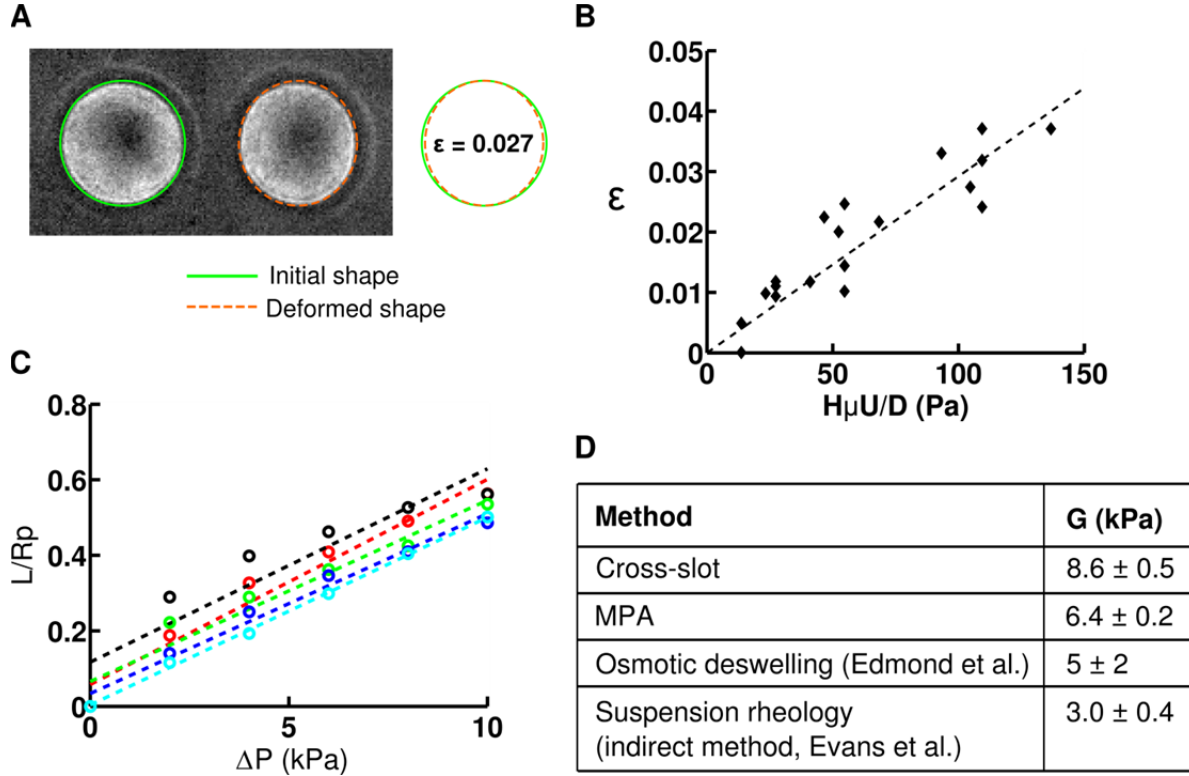 A
ε = 0.027
Initial shape
Deformed shape
B
0.05
0.04
0.03
0.02
0.01
0
ε
0
50
100
150
HμU/D (Pa)
C
0.8
0.6
0.4
0.2
0
L/Rp
0
5
10
ΔP (kPa)
D
Method
G (kPa)
Cross-slot
8.6 ± 0.5
MPA
6.4 ± 0.2
Osmotic deswelling (Edmond et al.)
5 ± 2
Suspension rheology
(indirect method, Evans et al.)
3.0 ± 0.4